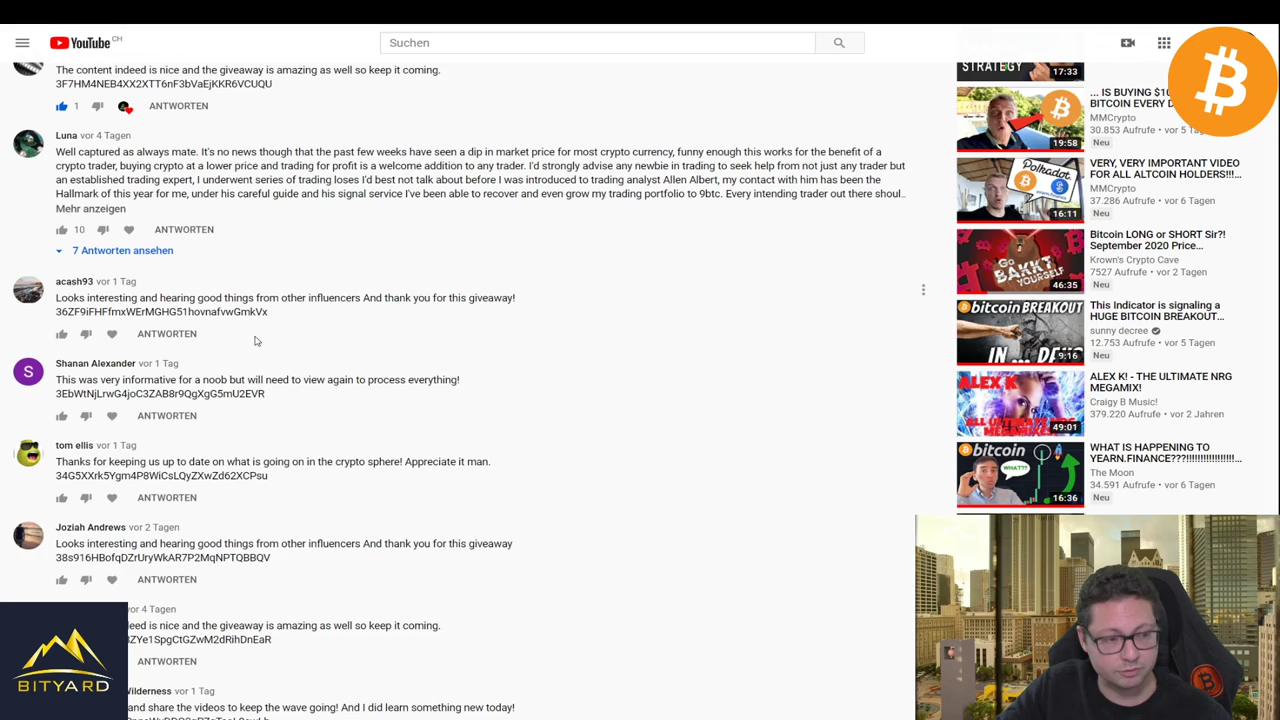 YouTube CH
Suchen
The content indeed is nice and the giveaway is amazing as well so keep it coming.
3F7HM4NEB4XX2XTT6nF3bVaEjKKR6VCUQU
1 ANTWORTEN
Luna vor 4 Tagen
Well captured as always mate. It's no news though that the past few weeks have seen a dip in market price for most crypto currency, funny enough this works for the benefit of a
crypto trader, buying crypto at a lower price and trading for profit is a welcome addition to any trader. I'd strongly advise any newbie in trading to seek help from not just any trader but
an established trading expert, I underwent series of trading loses I'd best not talk about before I was introduced to trading analyst Allen Albert, my contact with him has been the
Hallmark of this year for me, under his careful guide and his signal service I've been able to recover and even grow my trading portfolio to 9btc. Every intending trader out there shoul..
Mehr anzeigen
10 ANTWORTEN
7 Antworten ansehen
acash93 vor 1 Tag
Looks interesting and hearing good things from other influencers And thank you for this giveaway!
36ZF9iFHFfmxWErMGHG51hovnafvwGmkVx
ANTWORTEN
Shanan Alexander vor 1 Tag
S
This was very informative for a noob but will need to view again to process everything!
3EbWtNjLrwG4joC3ZAB8r9QgXgG5mU2EVR
ANTWORTEN
tom ellis vor 1 Tag
Thanks for keeping us up to date on what is going on in the crypto sphere! Appreciate it man.
34G5XXrk5Ygm4P8WiCsLQyZXwZd62XCPsu
ANTWORTEN
Joziah Andrews vor 2 Tagen
Looks interesting and hearing good things from other influencers And thank you for this giveaway
38s916HBofqDZrUryWkAR7P2MqNPTQBBQV
ANTWORTEN
vor 4 Tagen
deed is nice and the giveaway is amazing as well so keep it coming.
ZYe1SpgCtGZwM2dRihDnEaR
ANTWORTEN
Wilderness vor 1 Tag
and share the videos to keep the wave going! And I did learn something new today!
BITYARD
STRATEGY
17:33
... IS BUYING $10
BITCOIN EVERY D
MMCrypto
30.853 Aufrufe • vor 5 Tag
Neu
19:58
VERY, VERY IMPORTANT VIDEO
FOR ALL ALTCOIN HOLDERS!!!...
MMCrypto
37.286 Aufrufe • vor 6 Tagen
Neu
Polkadot.
16:11
Bitcoin LONG or SHORT Sir?!
September 2020 Price...
Krown's Crypto Cave
7527 Aufrufe • vor 2 Tagen
Neu
Go
BAKKT
YOURSELF
46:35
This Indicator is signaling a
HUGE BITCOIN BREAKOUT...
sunny decree
12.753 Aufrufe • vor 5 Tagen
Neu
bitcoin BREAKOUT
IN ... DAYS
9:16
ALEX K! - THE ULTIMATE NRG
MEGAMIX!
Craigy B Music!
379.220 Aufrufe • vor 2 Jahren
ALEX K
49:01
WHAT IS HAPPENING TO
YEARN.FINANCE???!!!!!!!!!!!!!!!!!...
The Moon
34.591 Aufrufe • vor 6 Tagen
Neu
bitcoin
WHAT??
16:36